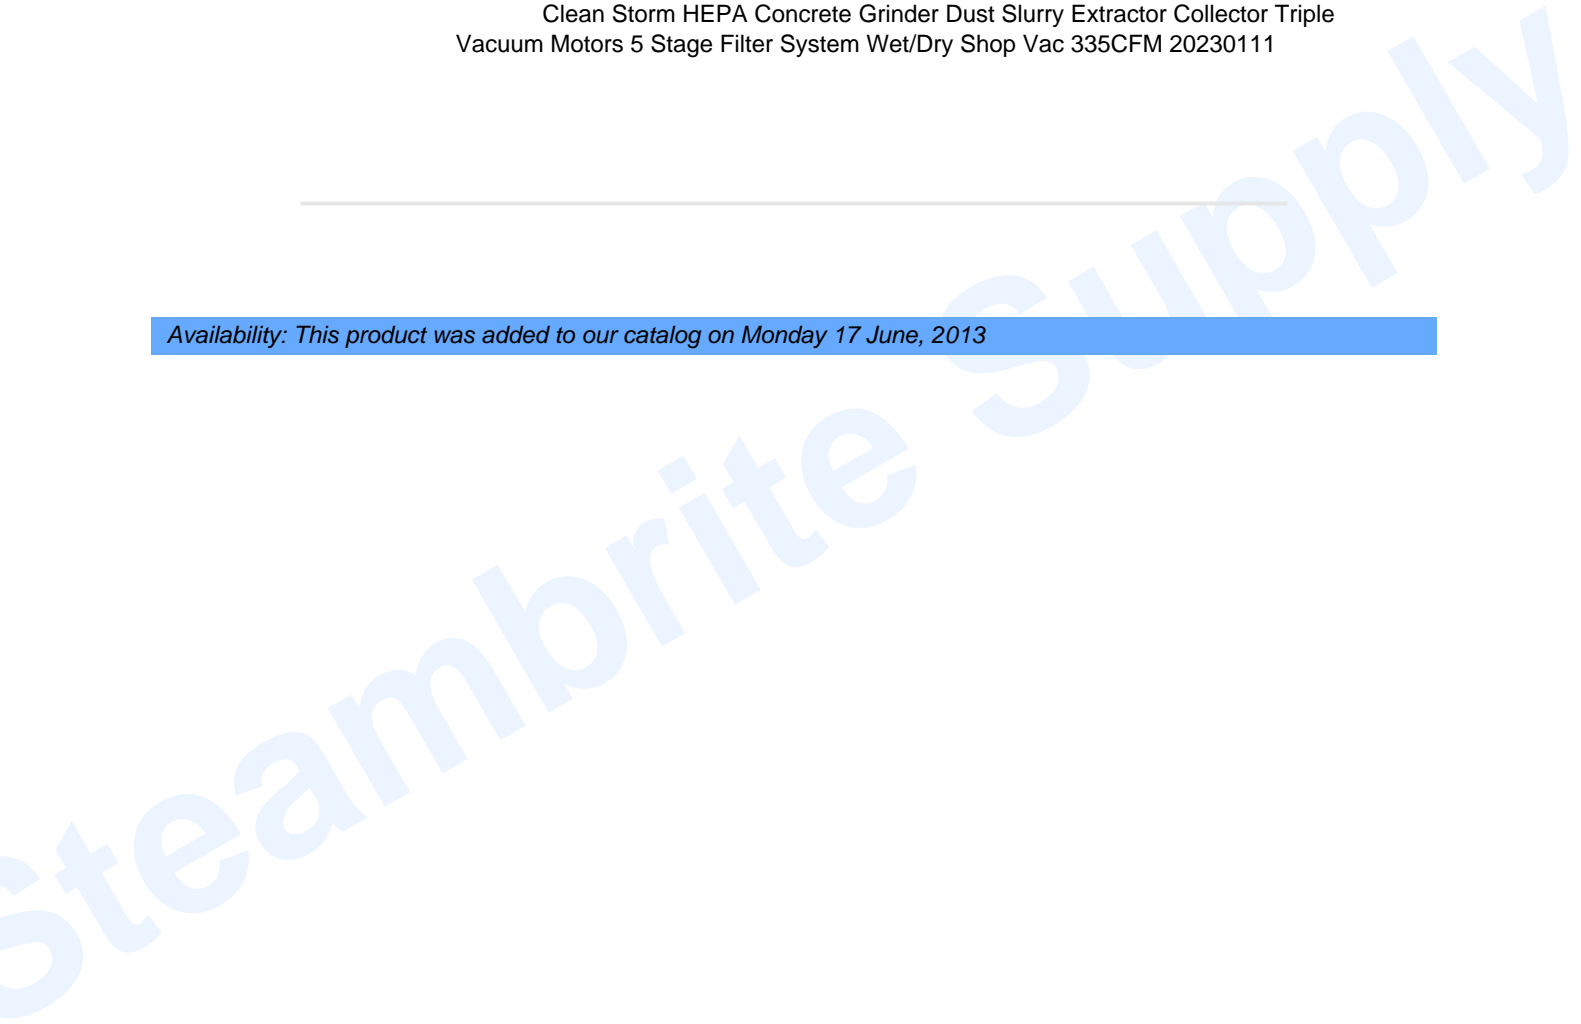 Clean Storm HEPA Concrete Grinder Dust Slurry Extractor Collector Triple
Vacuum Motors 5 Stage Filter System Wet/Dry Shop Vac 335CFM 20230111
Availability: This product was added to our catalog on Monday 17 June, 2013
Steambrite Supply